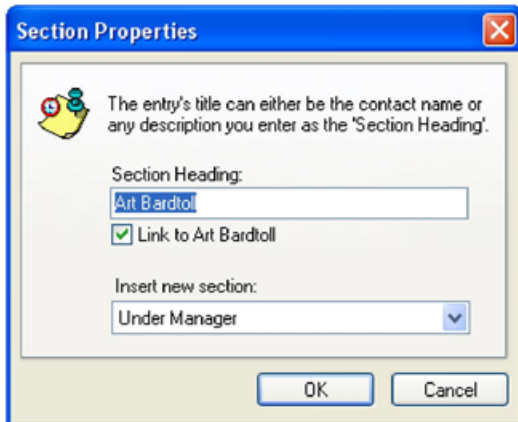 Section Properties
The entry's title can either be the contact name or
any description you enter as the 'Section Heading'.
Section Heading:
Art Bardtoll
Link to Art Bardtoll
Insert new section:
Under Manager
OK
Cancel